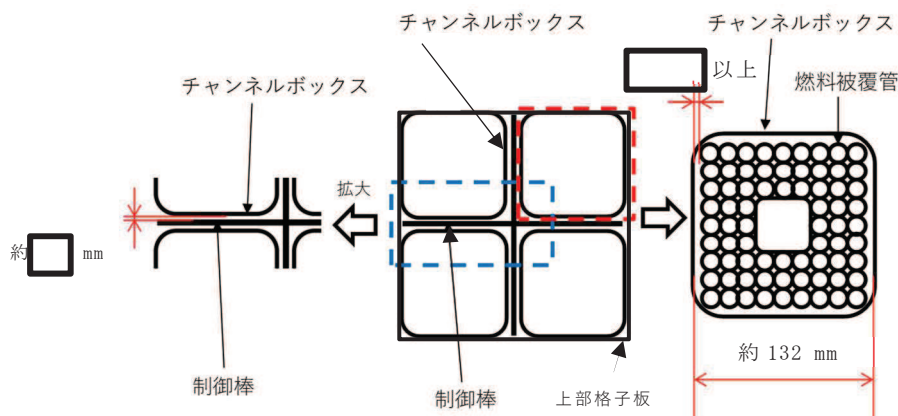 チャンネルボックス
チャンネルボックス
チャンネルボックス
以上
燃料被覆管
拡大
約 mm
制御棒
制御棒
上部格子板
約 132 mm